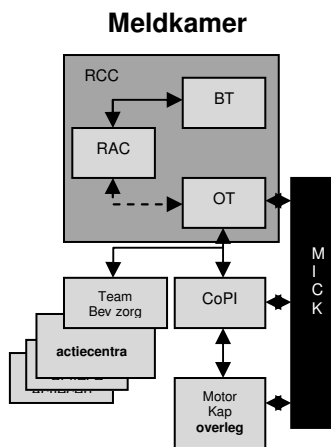 Meldkamer
RCC
BT
RAC
OT
M
I
C
K
Team
Bev zorg
CoPI
actiecentra
Motor
Kap
overleg